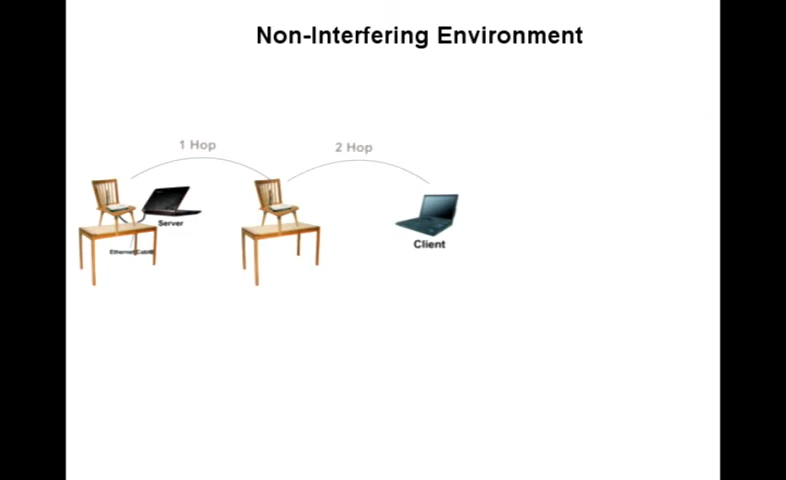 Non-Interfering Environment
1 Hop
2 Hop
Server
Ethernet Cable
Client